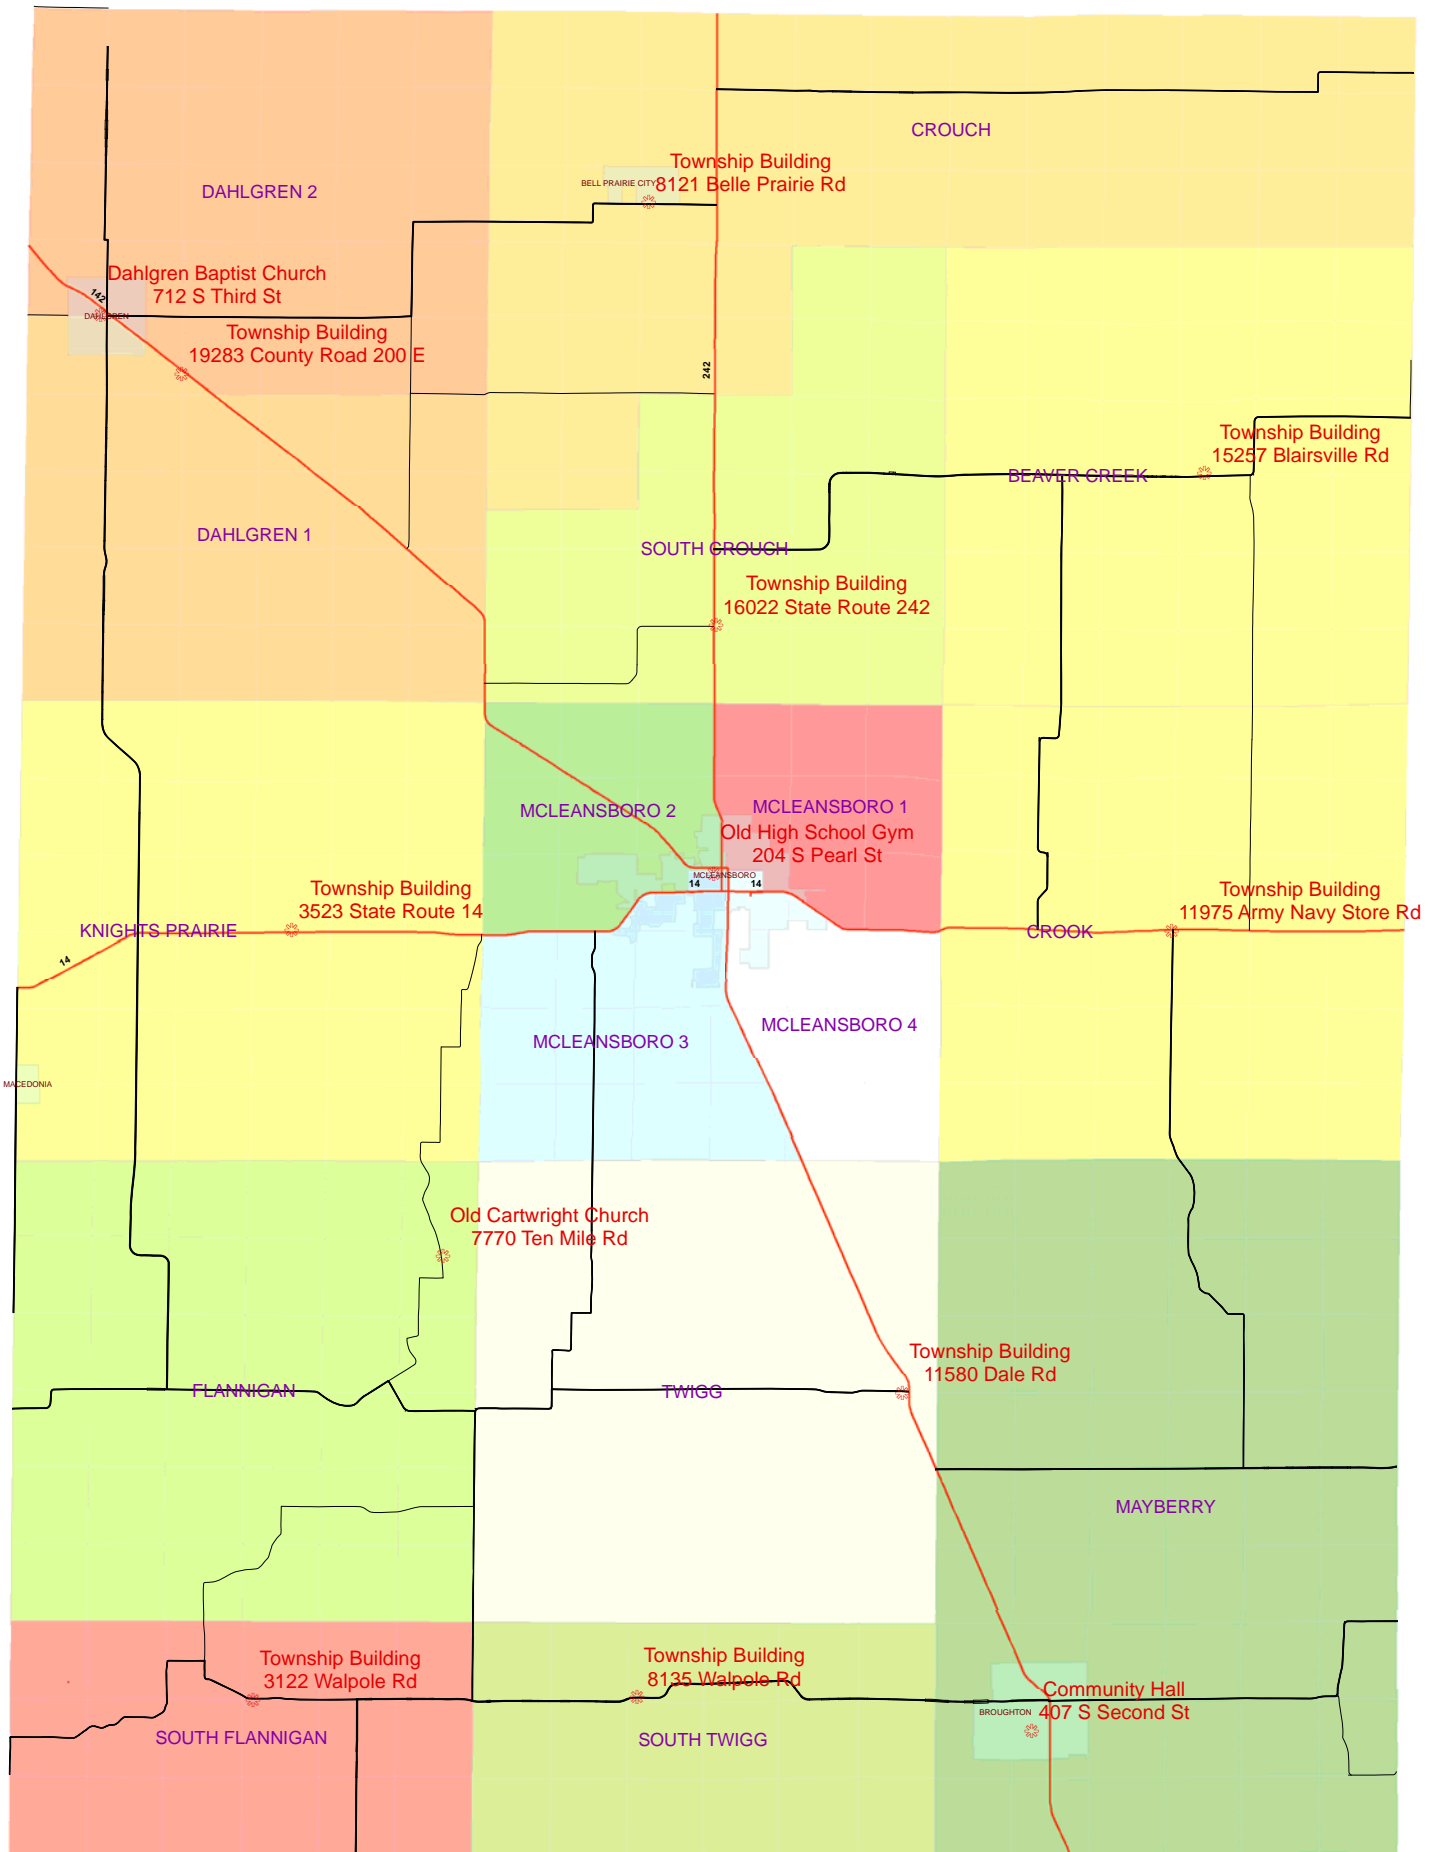 CROUCH
Township Building
8121 Belle Prairie Rd
BELL PRAIRIE CITY
DAHLGREN 2
Dahlgren Baptist Church
712 S Third St
142
DAHLGREN
Township Building
19283 County Road 200 E
242
Township Building
15257 Blairsville Rd
BEAVER CREEK
DAHLGREN 1
SOUTH CROUCH
Township Building
16022 State Route 242
MCLEANSBORO 2
MCLEANSBORO 1
Old High School Gym
204 S Pearl St
MCLEANSBORO
14
14
Township Building
3523 State Route 14
KNIGHTS PRAIRIE
14
Township Building
11975 Army Navy Store Rd
CROOK
MCLEANSBORO 3
MCLEANSBORO 4
MACEDONIA
Old Cartwright Church
7770 Ten Mile Rd
Township Building
11580 Dale Rd
FLANNIGAN
TWIGG
MAYBERRY
Township Building
3122 Walpole Rd
Township Building
8135 Walpole Rd
Community Hall
407 S Second St
BROUGHTON
SOUTH FLANNIGAN
SOUTH TWIGG